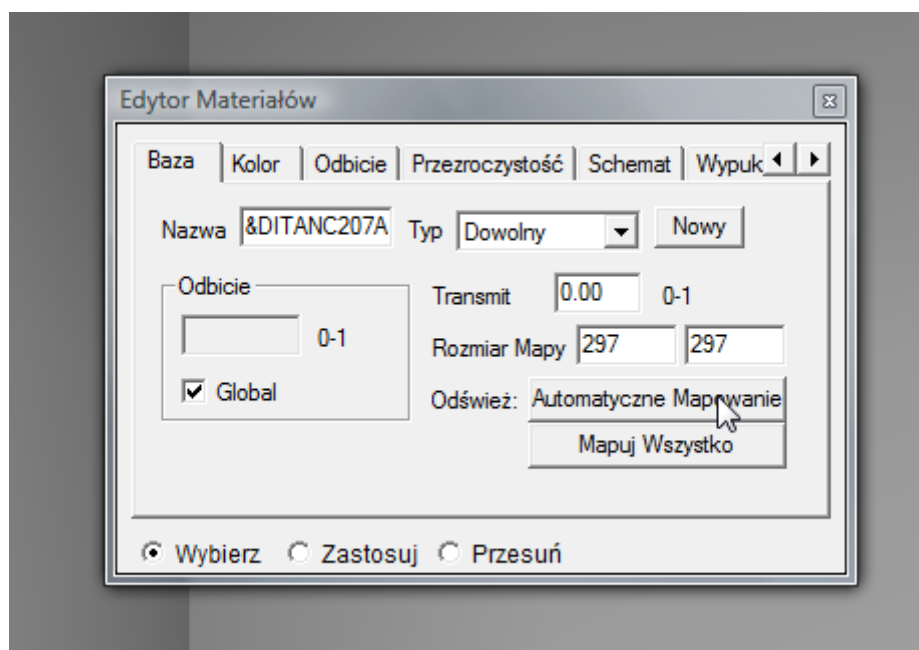 Edytor Materiałów
Baza Kolor Odbicie Przezroczystość Schemat Wypuk
Nazwa &DITANC207A Typ Dowolny Nowy
Odbicie
Transmit 0.00 0-1
0-1
Rozmiar Mapy 297 297
Global
Odśwież: Automatyczne Mapowanie
Mapuj Wszystko
Wybierz Zastosuj Przesuń